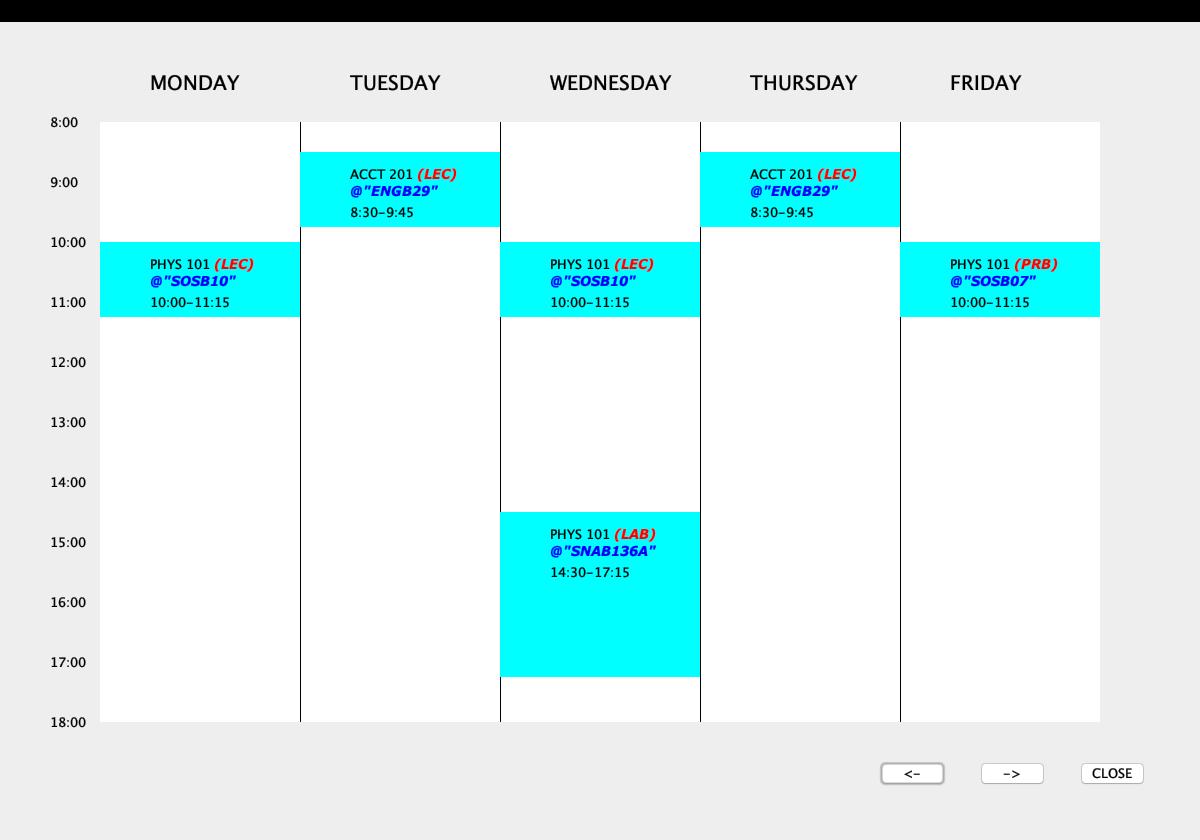 MONDAY TUESDAY WEDNESDAY THURSDAY FRIDAY
8:00
ACCT 201 (LEC) ACCT 201 (LEC)
9:00 @"ENGB29" @"ENGB29"
8:30-9:45 8:30-9:45
10:00
PHYS 101 (LEC) PHYS 101 (LEC) PHYS 101 (PRB)
@"SOSB10" @"SOSB10" @"SOSB07"
11:00 10:00-11:15 10:00-11:15 10:00-11:15
12:00
13:00
14:00
PHYS 101 (LAB)
15:00 @"SNAB136A"
14:30-17:15
16:00
17:00
18:00
<- -> CLOSE